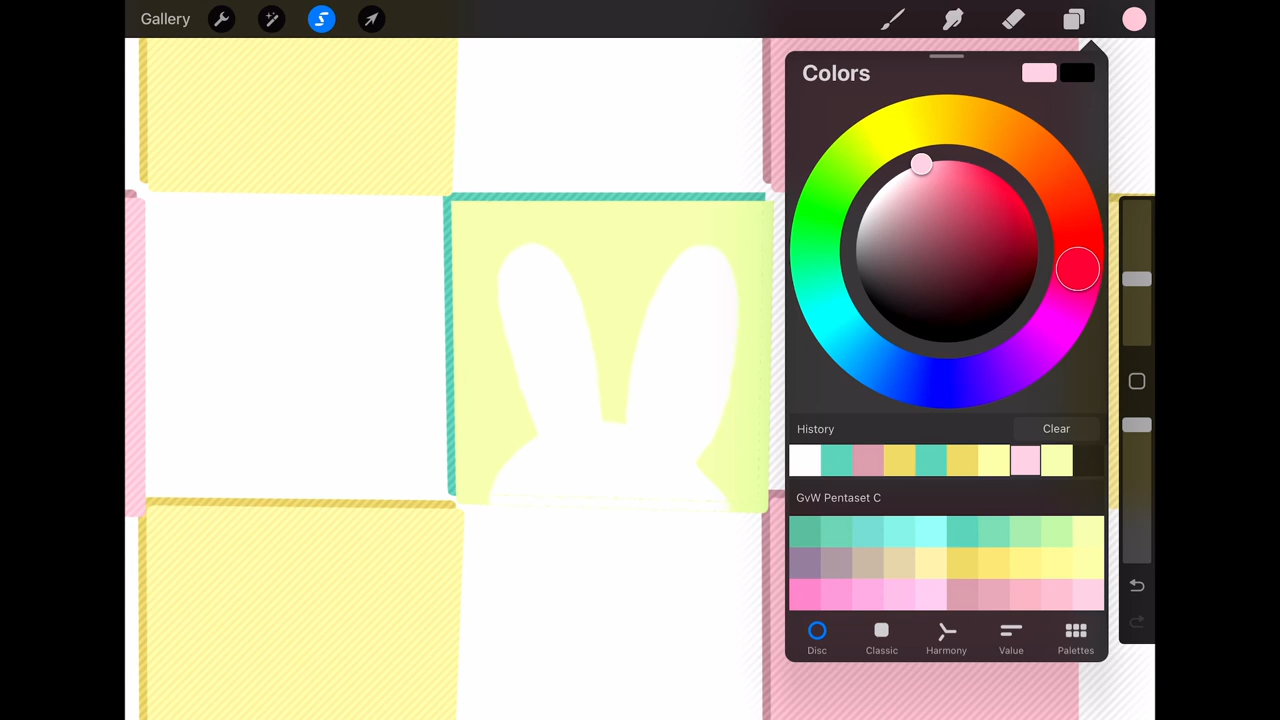 Gallery
Colors
History
Clear
GvW Pentaset C
Disc
Classic
Harmony
Value
Palettes